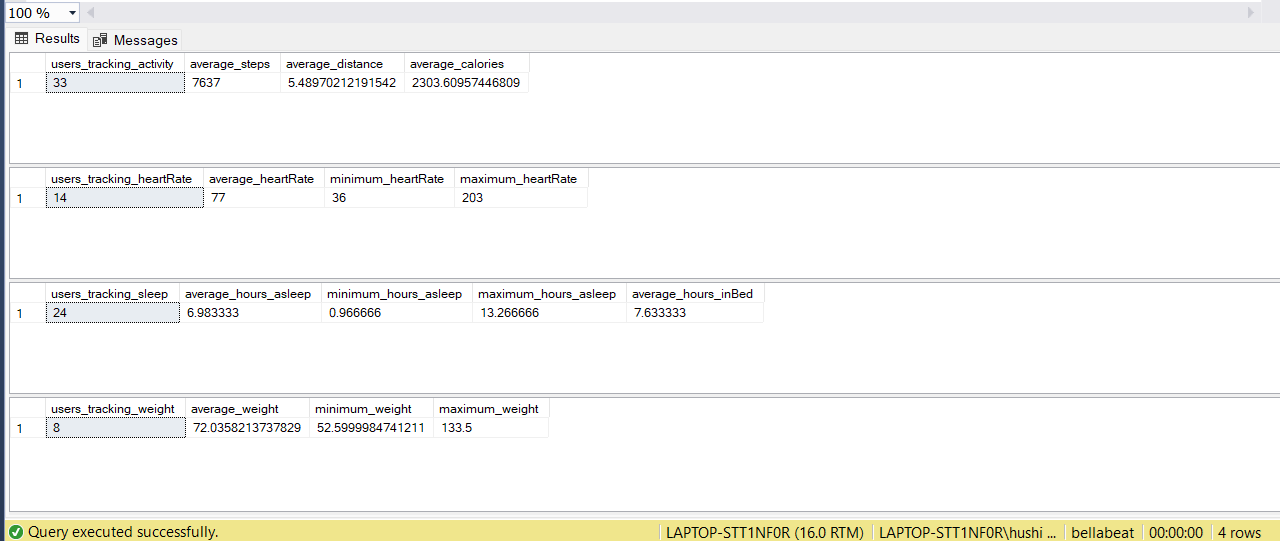 100 %
Results Messages
users_tracking_activity average_steps average_distance average_calories
1 33 7637 5.48970212191542 2303.60957446809
users_tracking_heartRate average_heartRate minimum_heartRate maximum_heartRate
1 14 77 36 203
users_tracking_sleep average_hours_asleep minimum_hours_asleep maximum_hours_asleep average_hours_inBed
1 24 6.983333 0.966666 13.266666 7.633333
users_tracking_weight average_weight minimum_weight maximum_weight
1 8 72.0358213737829 52.5999984741211 133.5
Query executed successfully. LAPTOP-STT1NF0R (16.0 RTM) LAPTOP-STT1NF0R\hushi ... bellabeat 00:00:00 4 rows